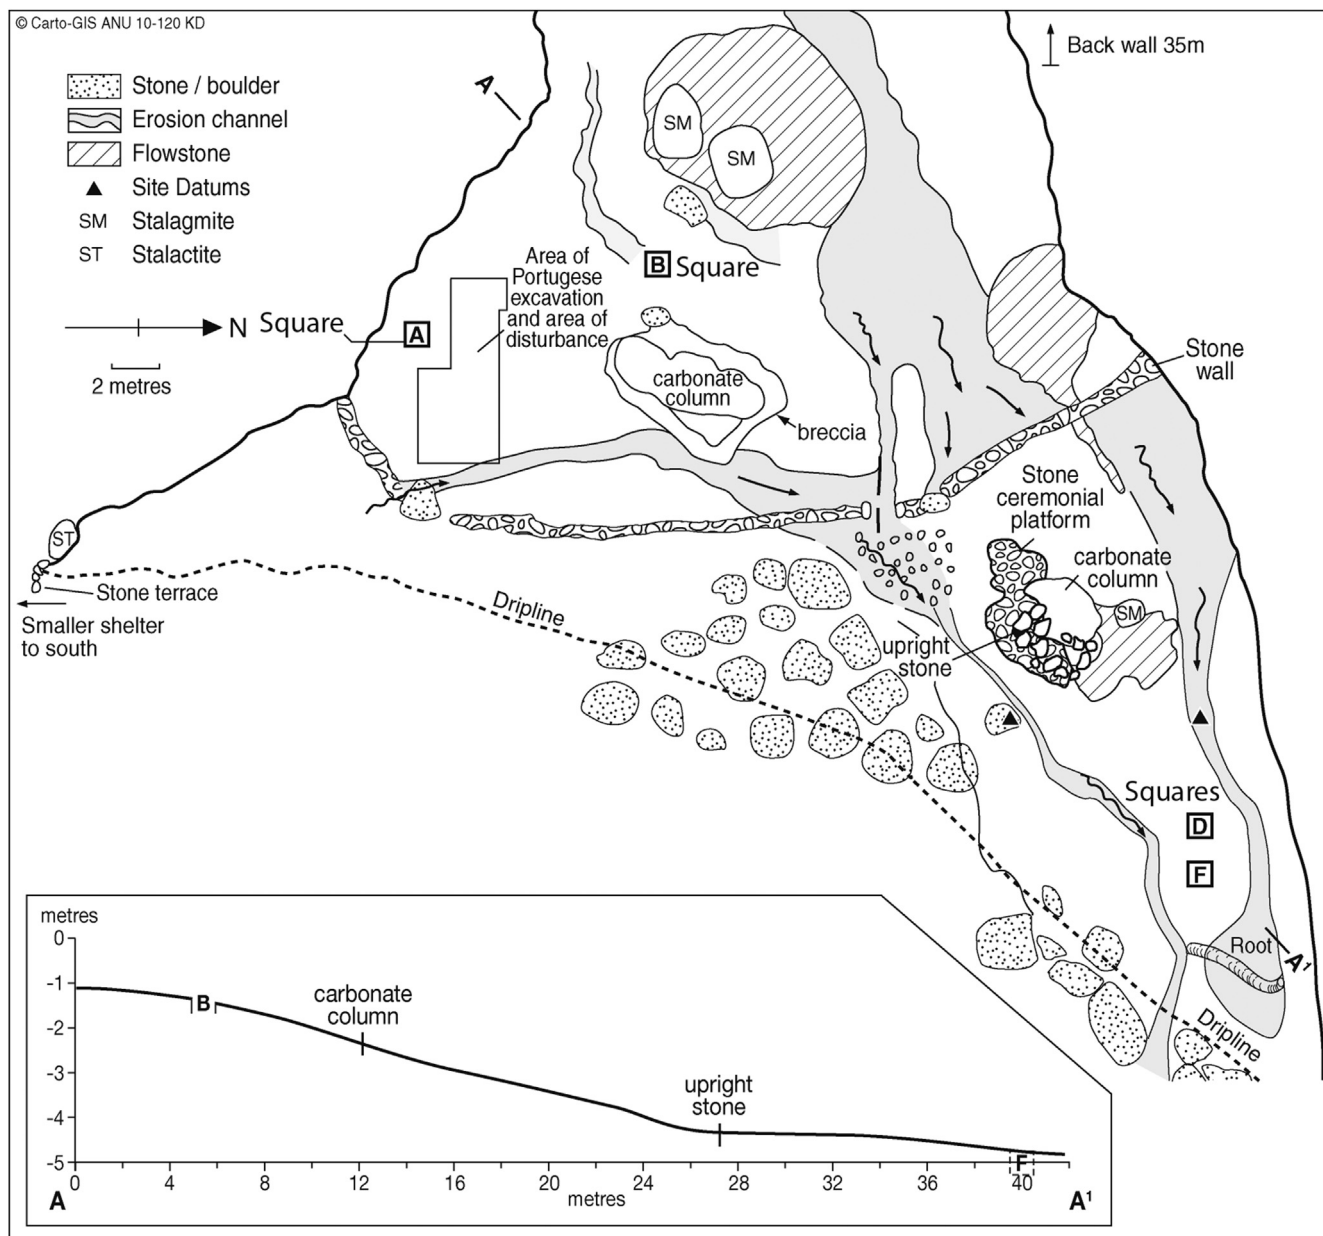 © Carto-GIS ANU 10-120 KD
Back wall 35m
Stone / boulder
Erosion channel
Flowstone
Site Datums
SM Stalagmite
ST Stalactite
A
SM
SM
N
2 metres
Square
A
Area of
Portugese
excavation
and area of
disturbance
B Square
carbonate
column
breccia
Stone
wall
Stone
ceremonial
platform
carbonate
column
SM
upright
stone
ST
Stone terrace
Smaller shelter
to south
Dripline
Squares
D
F
Root
A¹
Dripline
metres
0
-1
-2
-3
-4
-5
B
carbonate
column
upright
stone
F
0 4 8 12 16 20 24 28 32 36 40
A metres A¹